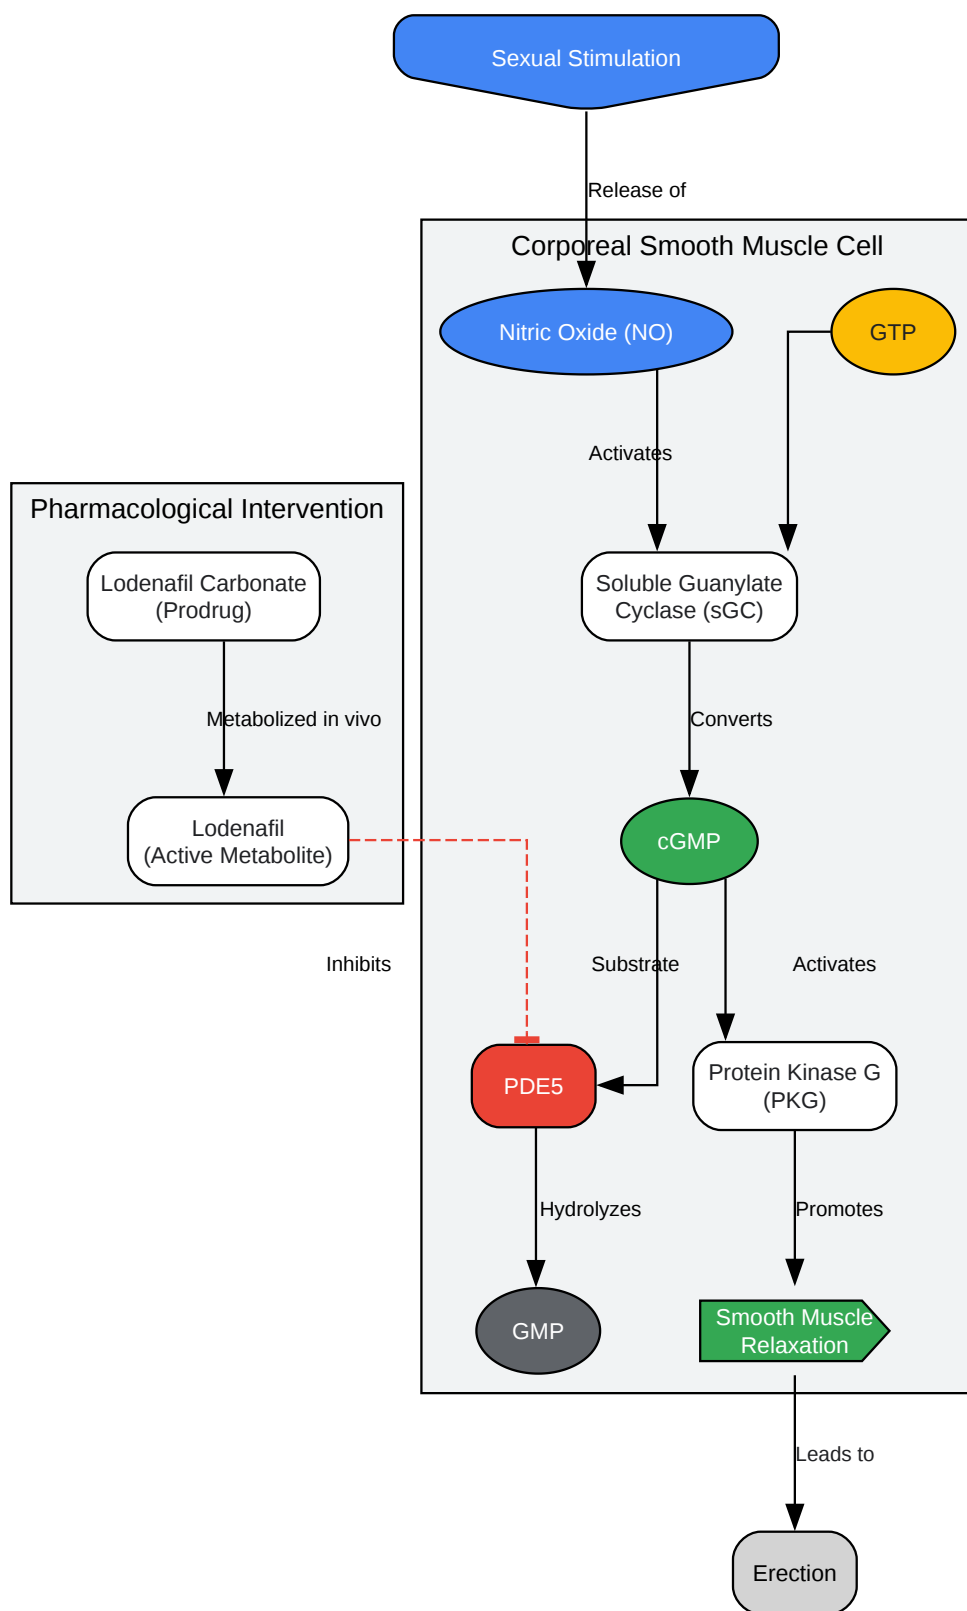 Sexual Stimulation
Release of
Corporeal Smooth Muscle Cell
Nitric Oxide (NO)
GTP
Activates
Pharmacological Intervention
Lodenafil Carbonate
(Prodrug)
Soluble Guanylate
Cyclase (sGC)
Metabolized in vivo
Converts
Lodenafil
(Active Metabolite)
cGMP
Inhibits
Substrate
Activates
PDE5
Protein Kinase G
(PKG)
Hydrolyzes
Promotes
GMP
Smooth Muscle
Relaxation
Leads to
Erection